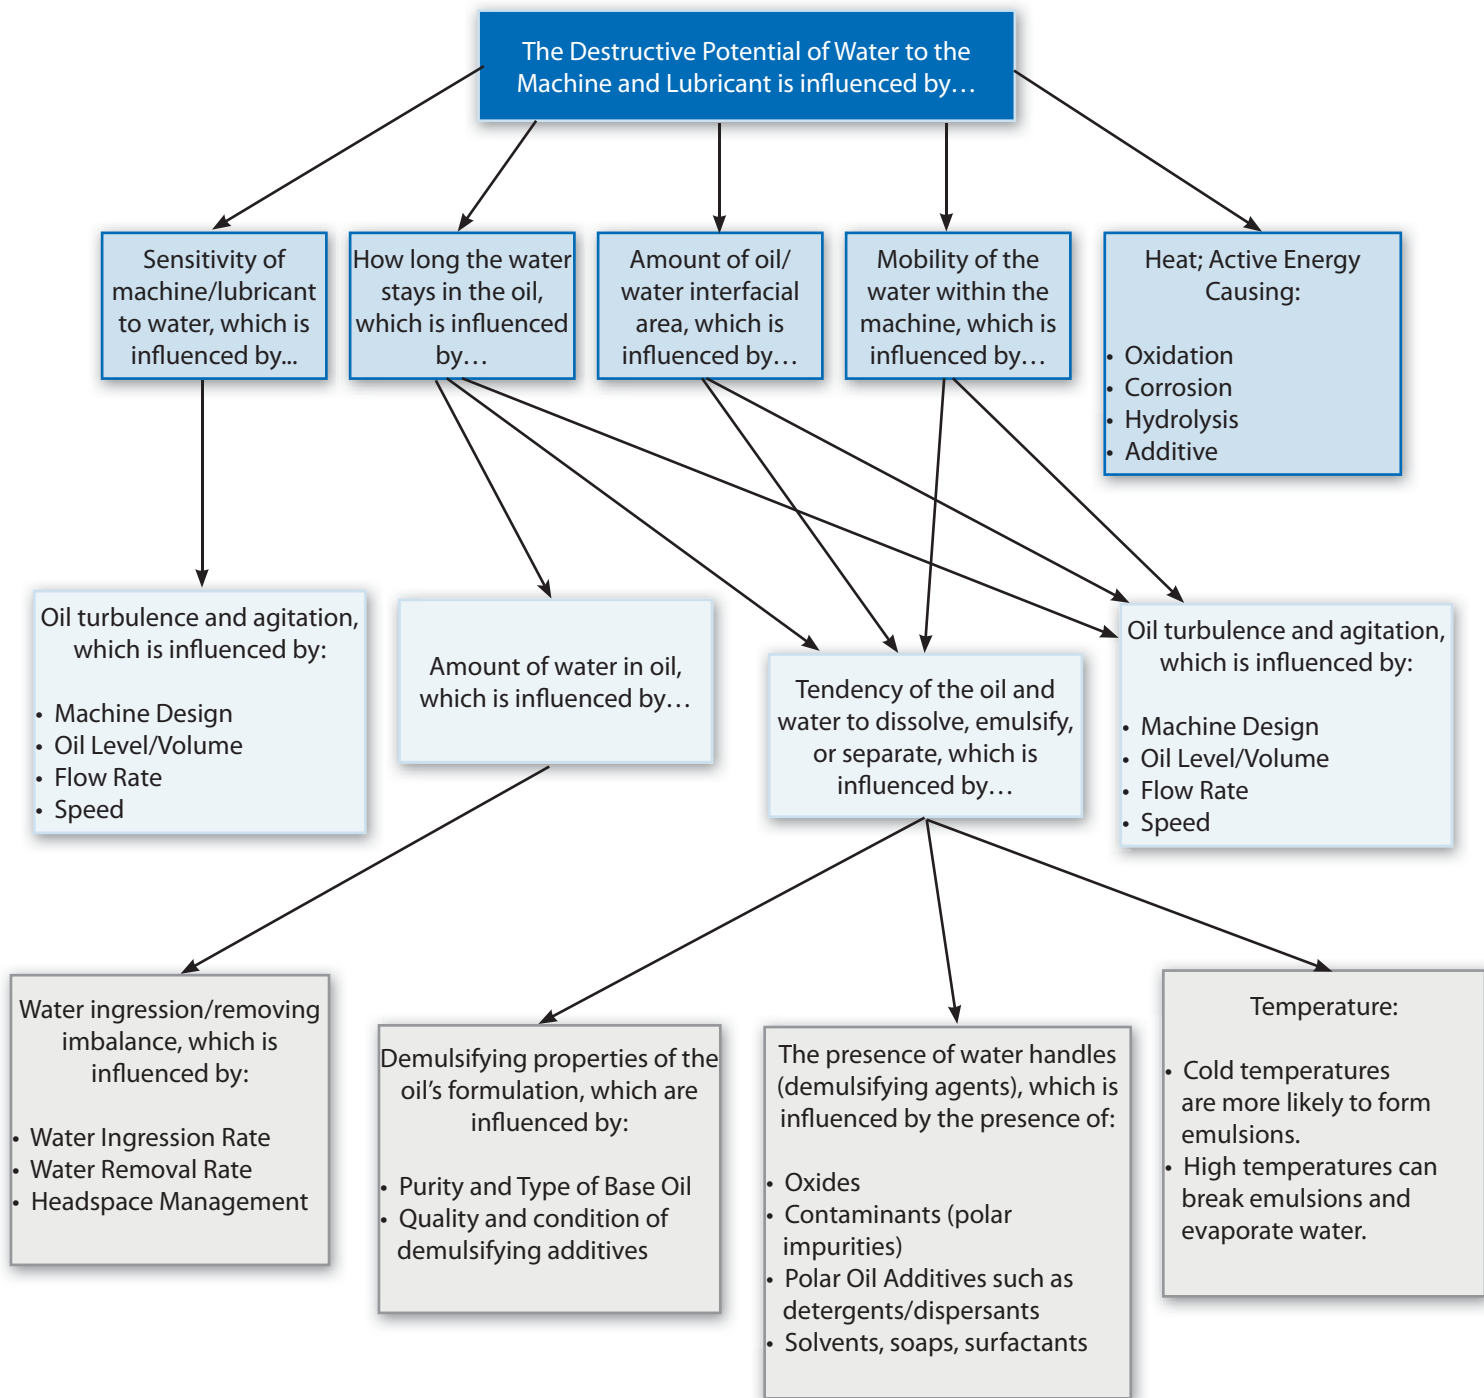 The Destructive Potential of Water to the
Machine and Lubricant is influenced by…
Sensitivity of
machine/lubricant
to water, which is
influenced by...
How long the water
stays in the oil,
which is influenced
by…
Amount of oil/
water interfacial
area, which is
influenced by…
Mobility of the
water within the
machine, which is
influenced by…
Heat; Active Energy
Causing:
• Oxidation
• Corrosion
• Hydrolysis
• Additive
Oil turbulence and agitation,
which is influenced by:
• Machine Design
• Oil Level/Volume
• Flow Rate
• Speed
Amount of water in oil,
which is influenced by…
Tendency of the oil and
water to dissolve, emulsify,
or separate, which is
influenced by…
Oil turbulence and agitation,
which is influenced by:
• Machine Design
• Oil Level/Volume
• Flow Rate
• Speed
Water ingression/removing
imbalance, which is
influenced by:
• Water Ingression Rate
• Water Removal Rate
• Headspace Management
Demulsifying properties of the
oil’s formulation, which are
influenced by:
• Purity and Type of Base Oil
• Quality and condition of
demulsifying additives
The presence of water handles
(demulsifying agents), which is
influenced by the presence of:
• Oxides
• Contaminants (polar
impurities)
• Polar Oil Additives such as
detergents/dispersants
• Solvents, soaps, surfactants
Temperature:
• Cold temperatures
are more likely to form
emulsions.
• High temperatures can
break emulsions and
evaporate water.